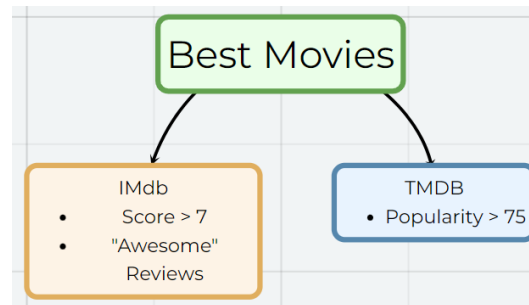 Best Movies
IMdb
• Score > 7
• "Awesome"
Reviews
TMDB
• Popularity > 75